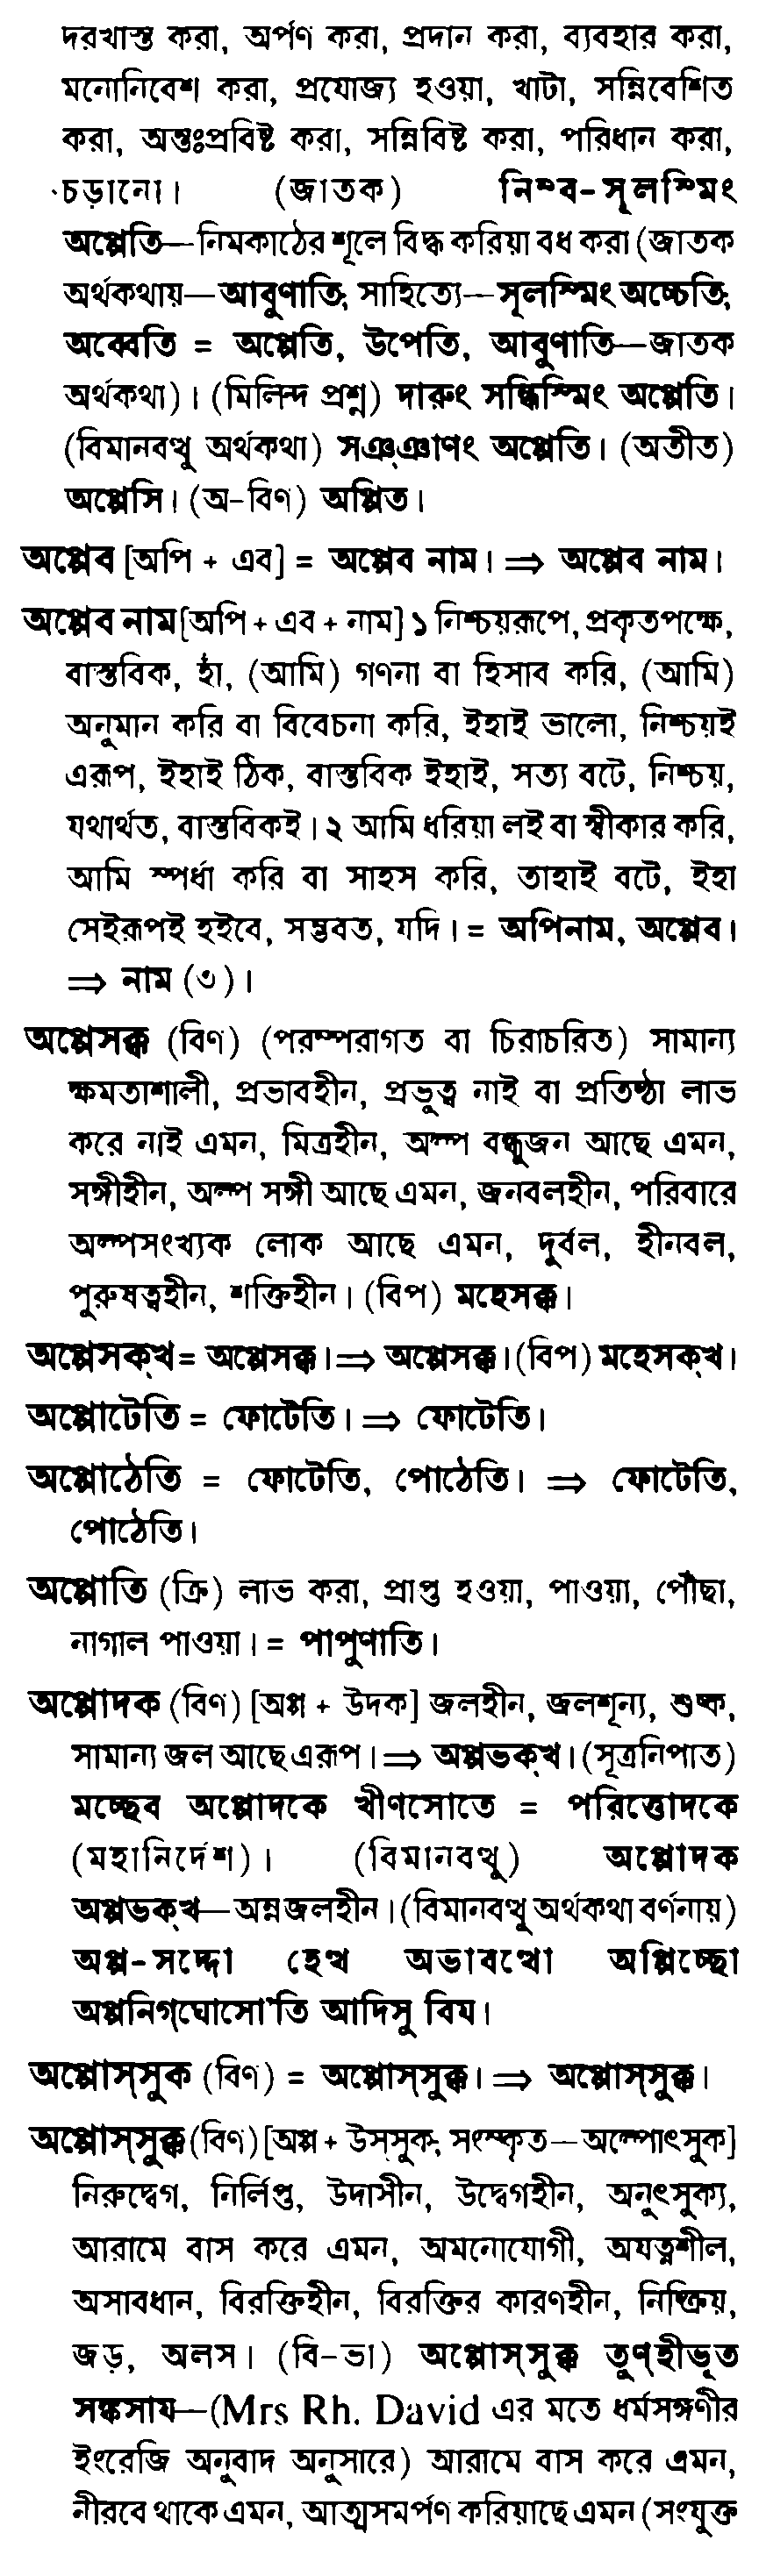 দরখাস্ত করা, অর্পণ করা, প্রদান করা, ব্যবহার করা,
মনোনিবেশ করা, প্রযোজ্য হওয়া, খাটা, সন্নিবেশিত
করা, অন্তঃপ্রবিষ্ট করা, সন্নিবিষ্ট করা, পরিধান করা,
চড়ানো। (জাতক) নিম্ব-সূলস্মিং
অপ্পেতি—নিমকাঠের শূলে বিদ্ধ করিয়া বধ করা (জাতক
অর্থকথায়—আবুণাতি; সাহিত্যে—সূলস্মিং অচ্চেতি;
অব্বেতি = অপ্পেতি, উপেতি, আবুণাতি—জাতক
অর্থকথা)। (মিলিন্দ প্রশ্ন) দারুং সন্ধিস্মিং অপ্পেতি।
(বিমানবত্থু অর্থকথা) সঞ্ঞাণং অপ্পেতি। (অতীত)
অপ্পেসি। (অ-বিণ) অপ্পিত।
অপ্পেব [অপি + এব] = অপ্পেব নাম। ⇒ অপ্পেব নাম।
অপ্পেব নাম [অপি + এব + নাম] ১ নিশ্চয়রূপে, প্রকৃতপক্ষে,
বাস্তবিক, হাঁ, (আমি) গণনা বা হিসাব করি, (আমি)
অনুমান করি বা বিবেচনা করি, ইহাই ভালো, নিশ্চয়ই
এরূপ, ইহাই ঠিক, বাস্তবিক ইহাই, সত্য বটে, নিশ্চয়,
যথার্থত, বাস্তবিকই। ২ আমি ধরিয়া লই বা স্বীকার করি,
আমি স্পর্ধা করি বা সাহস করি, তাহাই বটে, ইহা
সেইরূপই হইবে, সম্ভবত, যদি। = অপিনাম, অপ্পেব।
⇒ নাম (৩)।
অপ্পেসক্ক (বিণ) (পরম্পরাগত বা চিরাচরিত) সামান্য
ক্ষমতাশালী, প্রভাবহীন, প্রভুত্ব নাই বা প্রতিষ্ঠা লাভ
করে নাই এমন, মিত্রহীন, অল্প বন্ধুজন আছে এমন,
সঙ্গীহীন, অল্প সঙ্গী আছে এমন, জনবলহীন, পরিবারে
অল্পসংখ্যক লোক আছে এমন, দুর্বল, হীনবল,
পুরুষত্বহীন, শক্তিহীন। (বিপ) মহেসক্ক।
অপ্পেসক্‌খ = অপ্পেসক্ক। ⇒ অপ্পেসক্ক। (বিপ) মহেসক্‌খ।
অপ্পোটেতি = ফোটেতি। ⇒ ফোটেতি।
অপ্পোঠেতি = ফোটেতি, পোঠেতি। ⇒ ফোটেতি,
পোঠেতি।
অপ্পোতি (ক্রি) লাভ করা, প্রাপ্ত হওয়া, পাওয়া, পৌঁছা,
নাগাল পাওয়া। = পাপুণাতি।
অপ্পোদক (বিণ) [অপ্প + উদক] জলহীন, জলশূন্য, শুষ্ক,
সামান্য জল আছে এরূপ। ⇒ অপ্পভক্‌খ। (সূত্রনিপাত)
মচ্ছেব অপ্পোদকে খীণসোতে = পরিত্তোদকে
(মহানির্দেশ)। (বিমানবত্থু) অপ্পোদক
অপ্পভক্‌খ—অন্নজলহীন। (বিমানবত্থু অর্থকথা বর্ণনায়)
অপ্প-সদ্দো হেত্থ অভাবত্থো অপ্পিচ্ছো
অপ্পনিগ্‌ঘোসো'তি আদিসু বিয।
অপ্পোস্‌সুক (বিণ) = অপ্পোস্‌সুক্ক। ⇒ অপ্পোস্‌সুক্ক।
অপ্পোস্‌সুক্ক (বিণ) [অপ্প + উস্‌সুক; সংস্কৃত—অল্পোৎসুক]
নিরুদ্বেগ, নির্লিপ্ত, উদাসীন, উদ্বেগহীন, অনুৎসুক্য,
আরামে বাস করে এমন, অমনোযোগী, অযত্নশীল,
অসাবধান, বিরক্তিহীন, বিরক্তির কারণহীন, নিষ্ক্রিয়,
জড়, অলস। (বি-ভা) অপ্পোস্‌সুক্ক তুণ্‌হীভূত
সঙ্কসায—(Mrs Rh. David এর মতে ধর্মসঙ্গণীর
ইংরেজি অনুবাদ অনুসারে) আরামে বাস করে এমন,
নীরবে থাকে এমন, আত্মসমর্পণ করিয়াছে এমন (সংযুক্ত